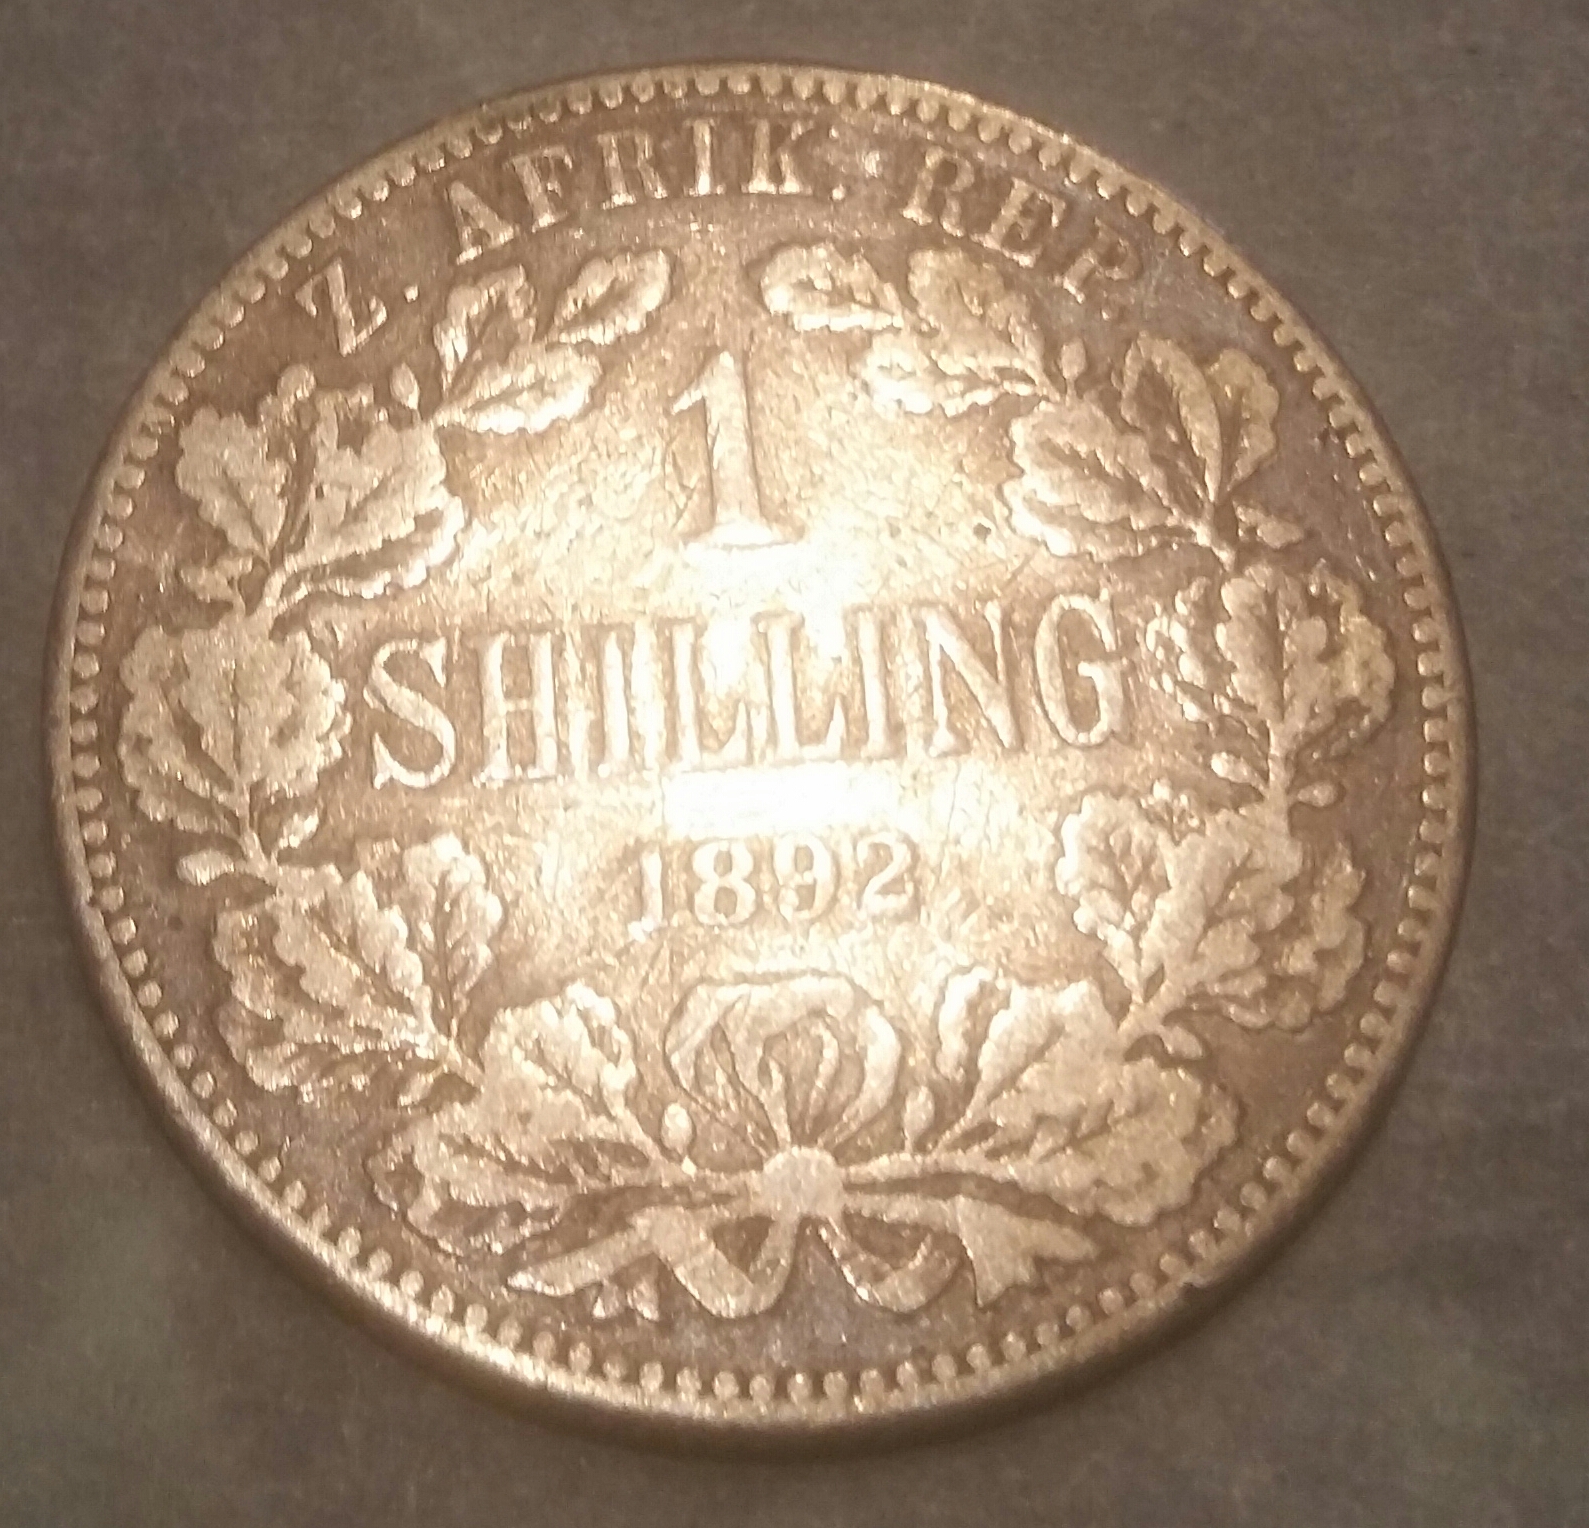 Z. AFRIK. REP.
1
SHILLING
1892